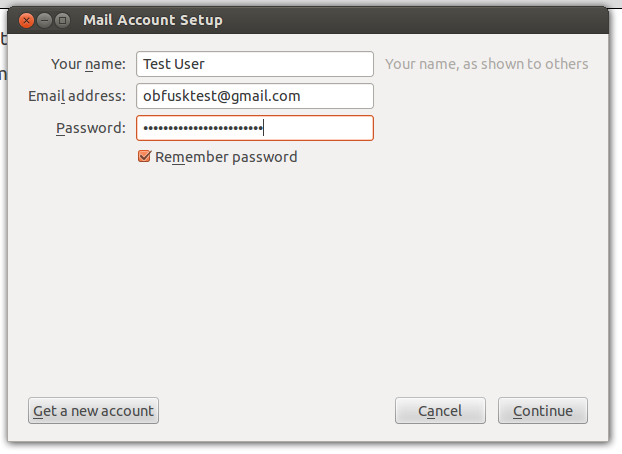 Mail Account Setup
Your name: Test User Your name, as shown to others
Email address: obfusktest@gmail.com
Password: ••••••••••••••••••••••••
Remember password
Get a new account Cancel Continue